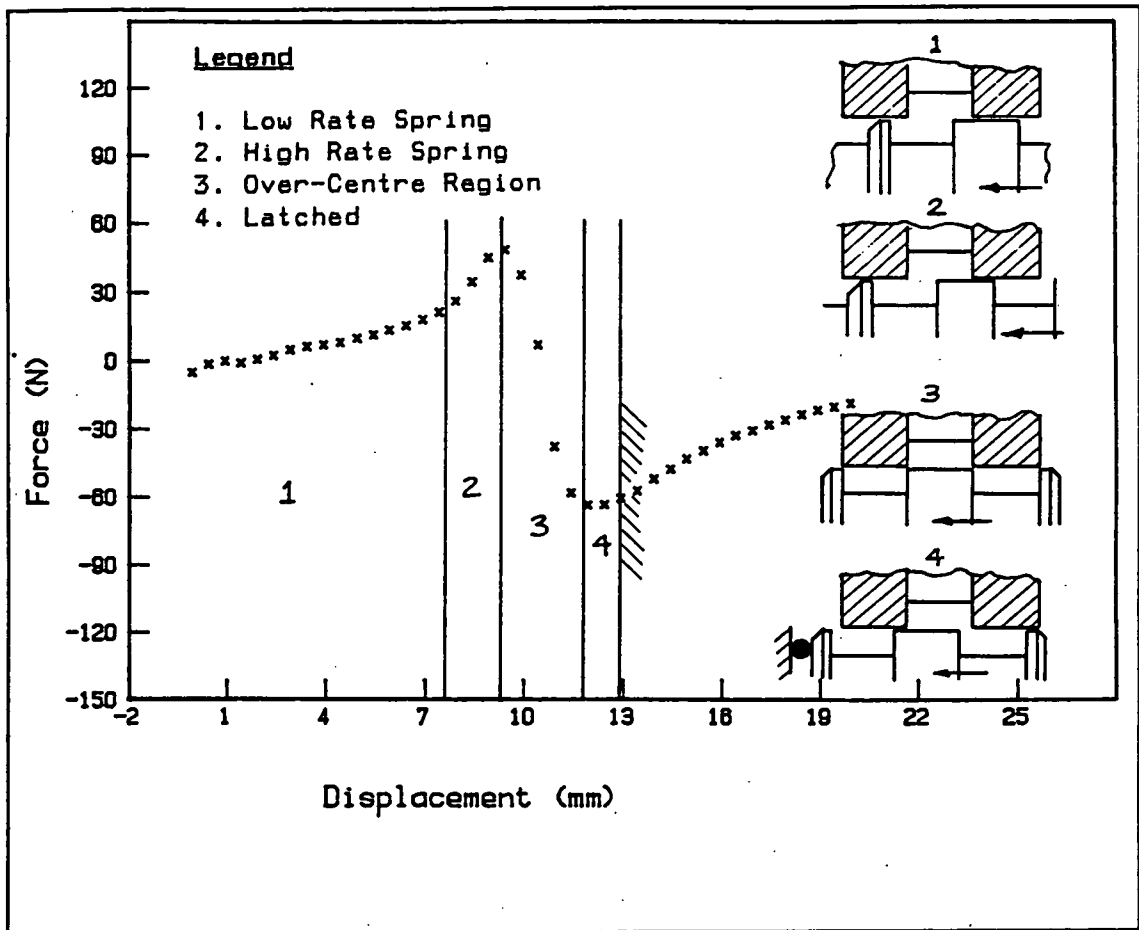 Legend
1. Low Rate Spring
2. High Rate Spring
3. Over-Centre Region
4. Latched
120
90
60
30
0
-30
-60
-90
-120
-150
Force (N)
1
2
3
4
-2 1 4 7 10 13 16 19 22 25
Displacement (mm)
1
2
3
4